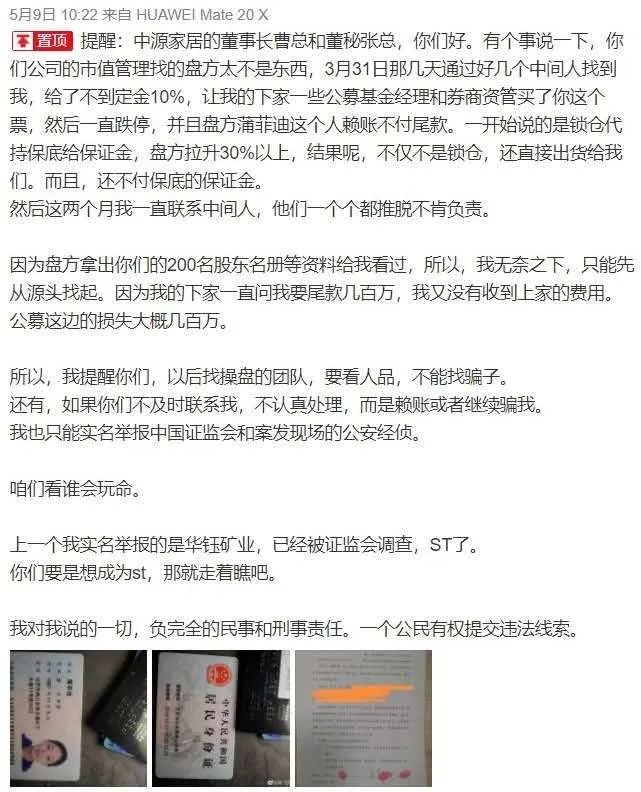 5月9日 10:22 来自 HUAWEI Mate 20 X
置顶 提醒：中源家居的董事长曹总和董秘张总，你们好。有个事说一下，你
们公司的市值管理找的盘方太不是东西，3月31日那几天通过好几个中间人找到
我，给了不到定金10%，让我的下家一些公募基金经理和券商资管买了你这个
票，然后一直跌停，并且盘方蒲菲迪这个人赖账不付尾款。一开始说的是锁仓代
持保底给保证金，盘方拉升30%以上，结果呢，不仅不是锁仓，还直接出货给我
们。而且，还不付保底的保证金。
然后这两个月我一直联系中间人，他们一个个都推脱不肯负责。
因为盘方拿出你们的200名股东名册等资料给我看过，所以，我无奈之下，只能先
从源头找起。因为我的下家一直问我要尾款几百万，我又没有收到上家的费用。
公募这边的损失大概几百万。
所以，我提醒你们，以后找操盘的团队，要看人品，不能找骗子。
还有，如果你们不及时联系我，不认真处理，而是赖账或者继续骗我。
我也只能实名举报中国证监会和案发现场的公安经侦。
咱们看谁会玩命。
上一个我实名举报的是华钰矿业，已经被证监会调查，ST了。
你们要是想成为st，那就走着瞧吧。
我对我说的一切，负完全的民事和刑事责任。一个公民有权提交违法线索。
中华人民共和国
居民身份证